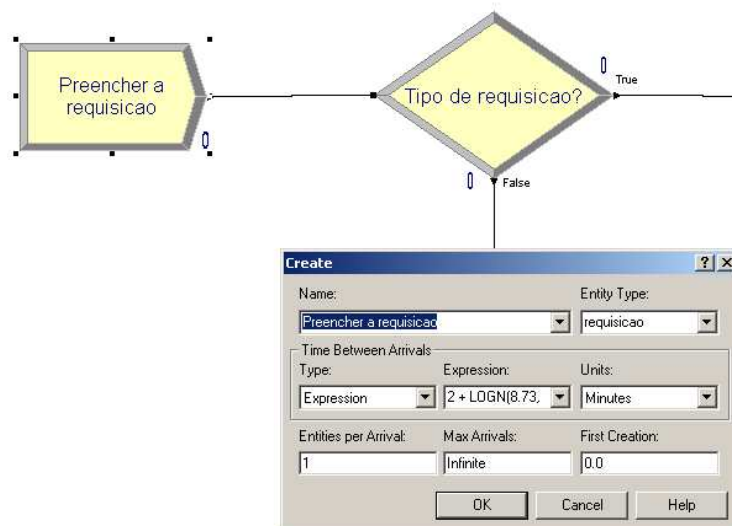 Preencher a
requisicao
0
Tipo de requisicao?
0
True
0
False
Create
Name:
Entity Type:
Preencher a requisicao
requisicao
Time Between Arrivals
Type:
Expression:
Units:
Expression
2 + LOGN(8.73,
Minutes
Entities per Arrival:
Max Arrivals:
First Creation:
1
Infinite
0.0
OK
Cancel
Help